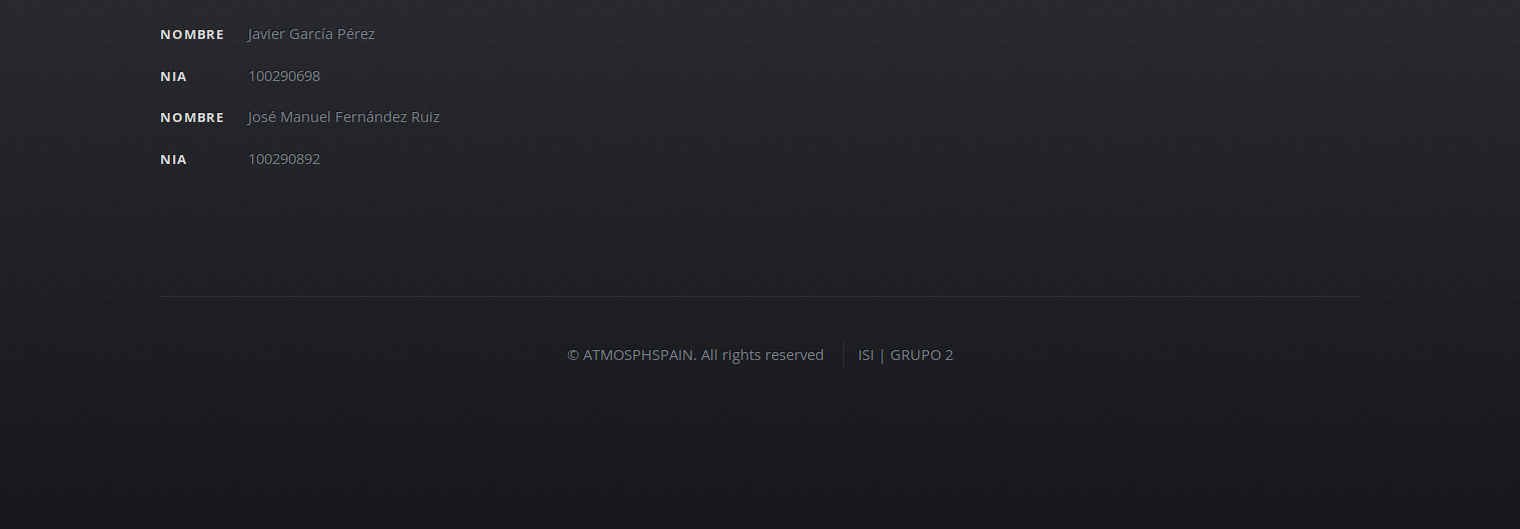 NOMBRE Javier García Pérez
NIA 100290698
NOMBRE José Manuel Fernández Ruiz
NIA 100290892
© ATMOSPHSPAIN. All rights reserved ISI | GRUPO 2